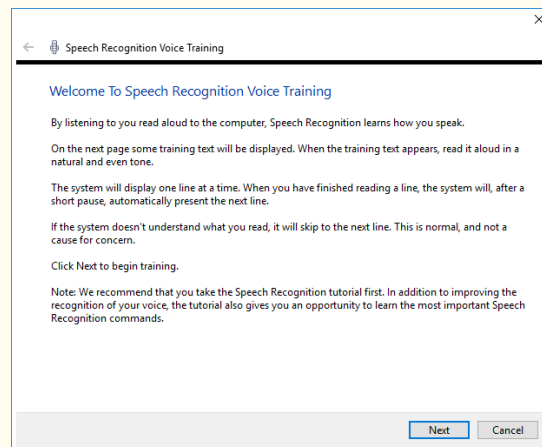 Speech Recognition Voice Training
Welcome To Speech Recognition Voice Training
By listening to you read aloud to the computer, Speech Recognition learns how you speak.
On the next page some training text will be displayed. When the training text appears, read it aloud in a
natural and even tone.
The system will display one line at a time. When you have finished reading a line, the system will, after a
short pause, automatically present the next line.
If the system doesn't understand what you read, it will skip to the next line. This is normal, and not a
cause for concern.
Click Next to begin training.
Note: We recommend that you take the Speech Recognition tutorial first. In addition to improving the
recognition of your voice, the tutorial also gives you an opportunity to learn the most important Speech
Recognition commands.
Next Cancel